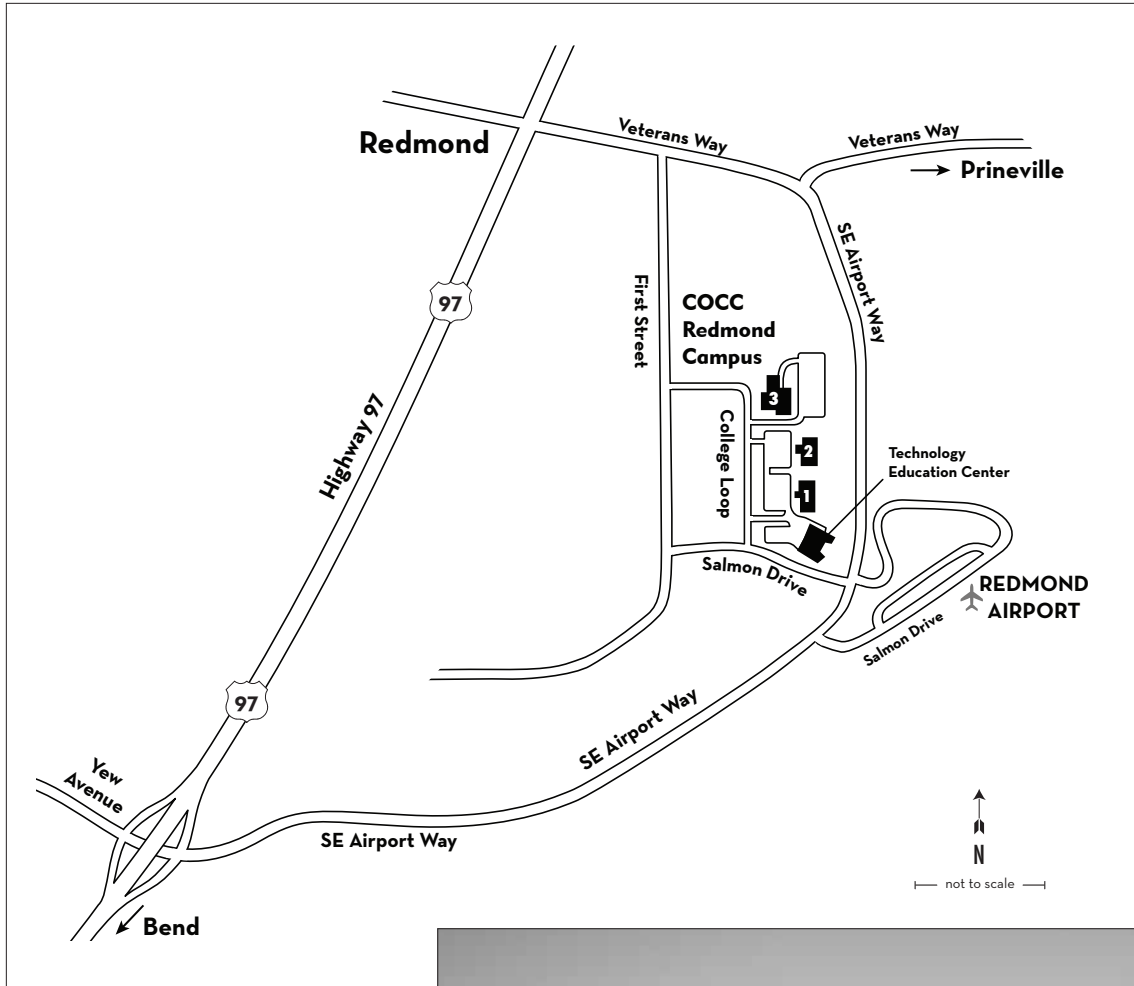 Redmond
Veterans Way
Veterans Way
Prineville
SE Airport Way
97
First Street
COCC
Redmond
Campus
3
Highway 97
College Loop
2
Technology
Education Center
1
Salmon Drive
REDMOND
AIRPORT
Salmon Drive
97
SE Airport Way
Yew
Avenue
SE Airport Way
N
not to scale
Bend